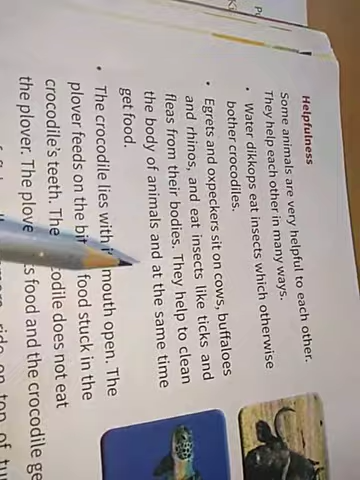 Helpfulness
Some animals are very helpful to each other.
They help each other in many ways.
• Water dikkops eat insects which otherwise
bother crocodiles.
• Egrets and oxpeckers sit on cows, buffaloes
and rhinos, and eat insects like ticks and
fleas from their bodies. They help to clean
the body of animals and at the same time
get food.
• The crocodile lies with mouth open. The
plover feeds on the food stuck in the
crocodile's teeth. The does not eat
the plover. The food and the crocodile
on top of